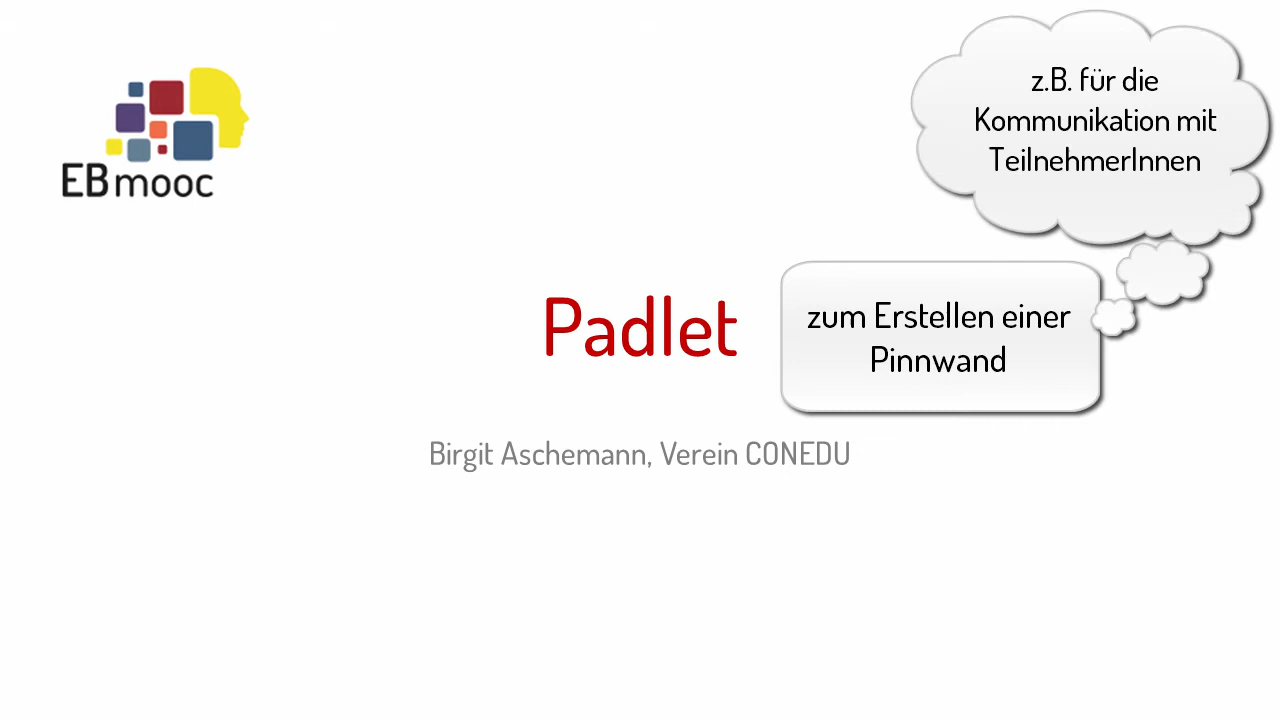 EBmooc
z.B. für die
Kommunikation mit
TeilnehmerInnen
Padlet
zum Erstellen einer
Pinnwand
Birgit Aschemann, Verein CONEDU